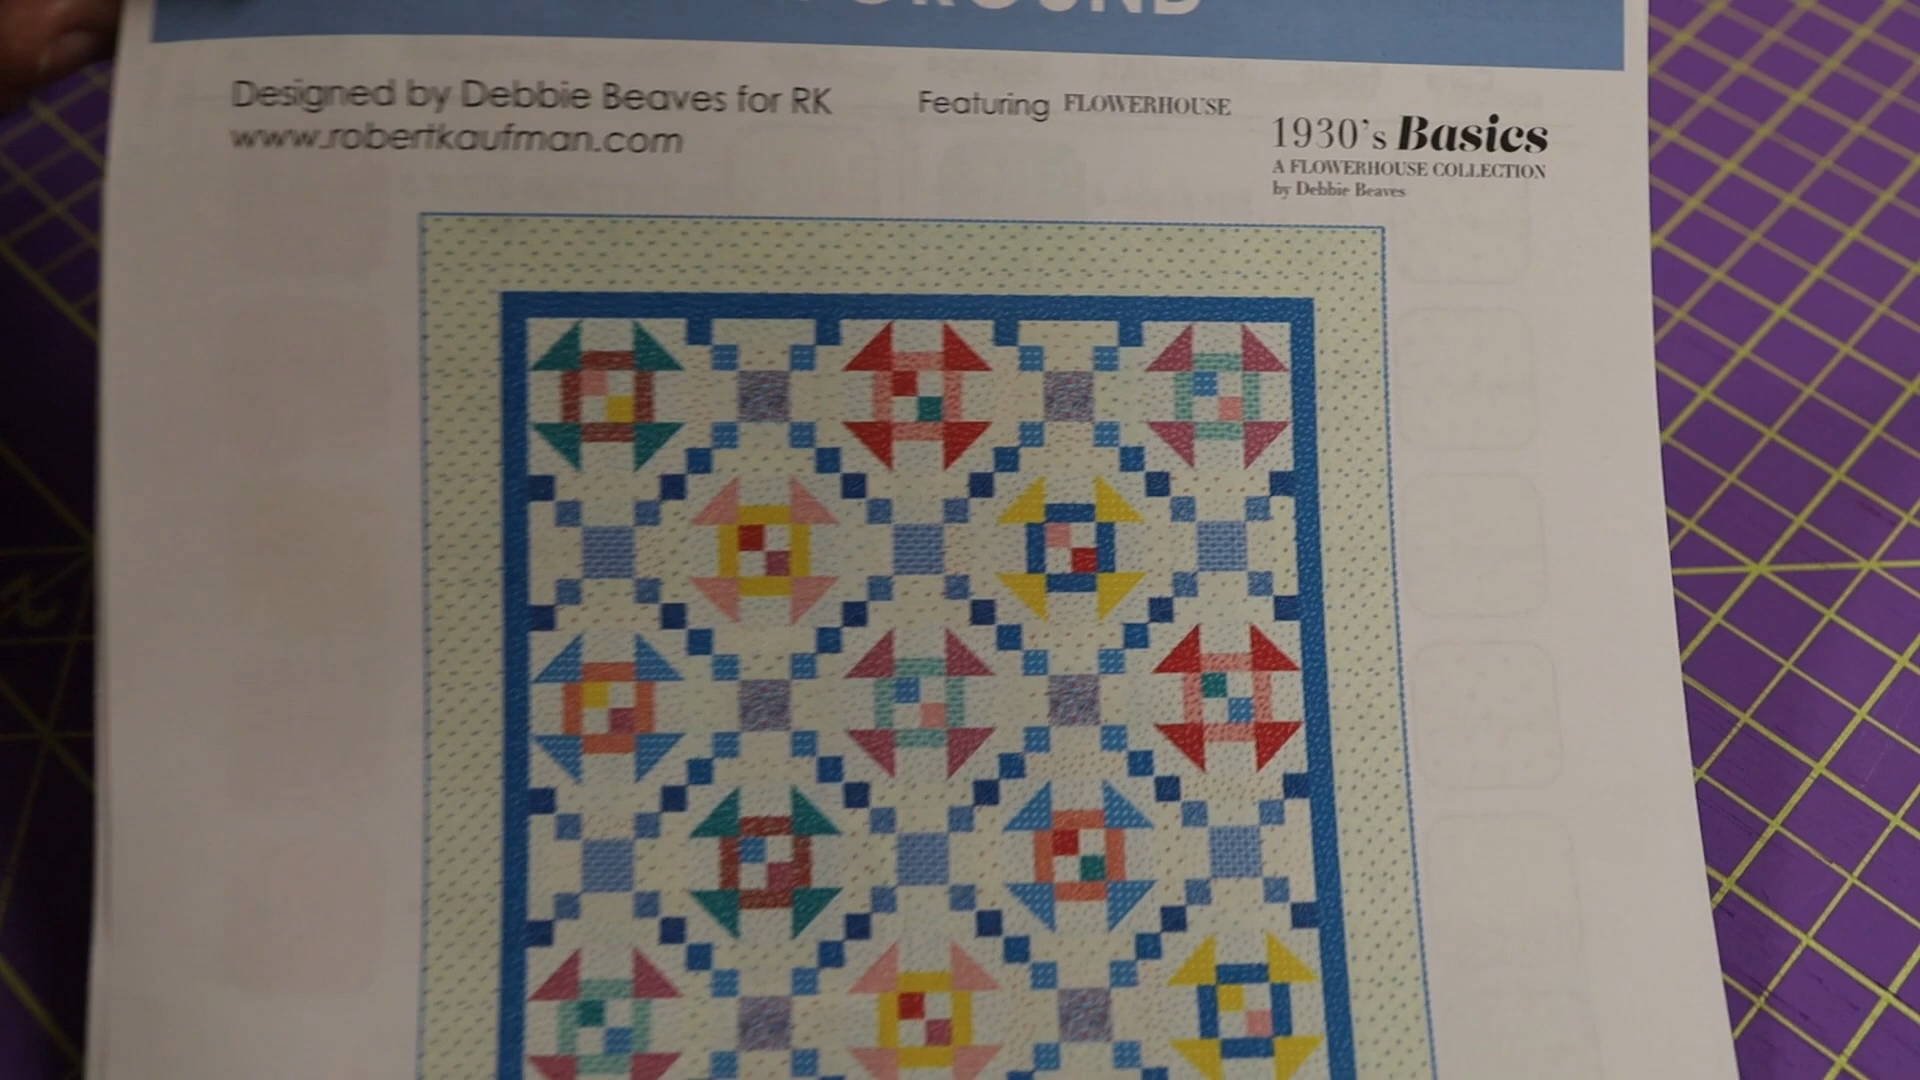 Designed by Debbie Beaves for RK
www.robertkaufman.com
Featuring FLOWERHOUSE
1930's Basics
A FLOWERHOUSE COLLECTION
by Debbie Beaves